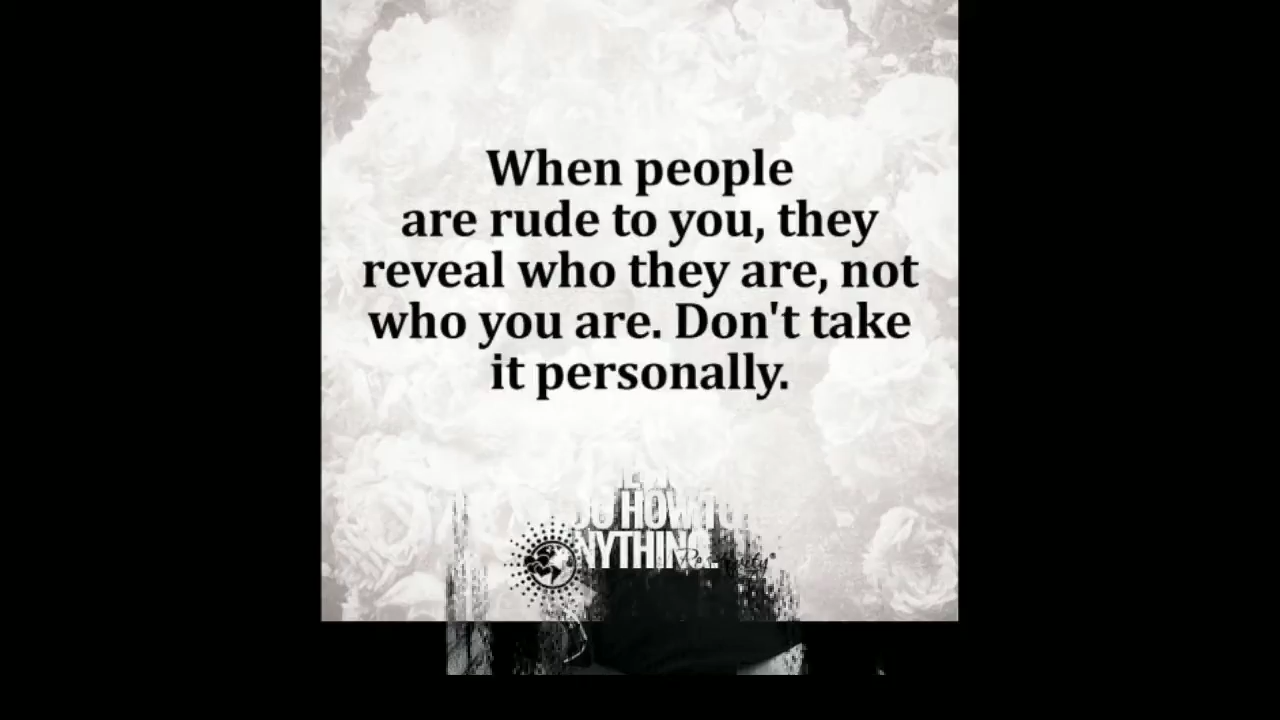 When people
are rude to you, they
reveal who they are, not
who you are. Don't take
it personally.
HOW